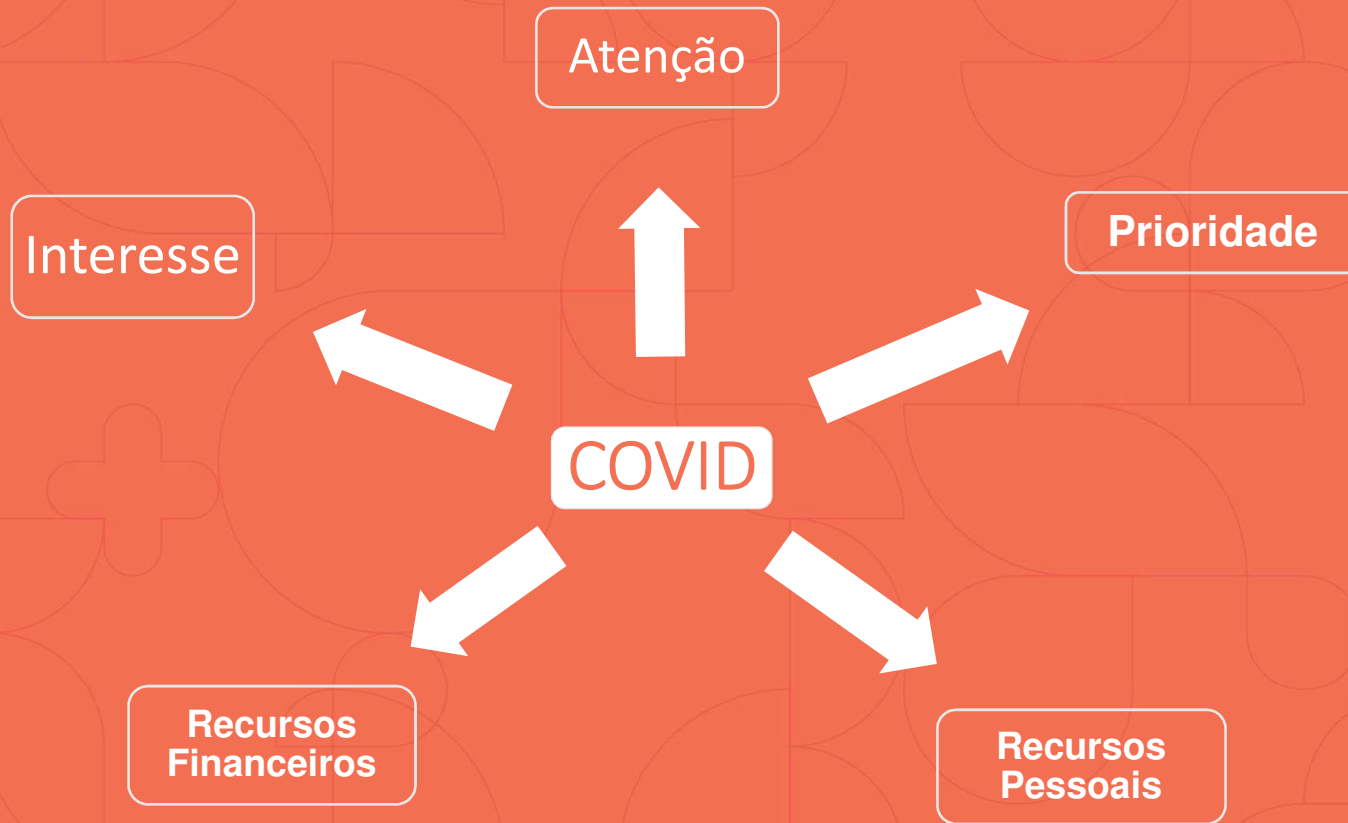 Atenção
Interesse
Prioridade
COVID
Recursos
Financeiros
Recursos
Pessoais